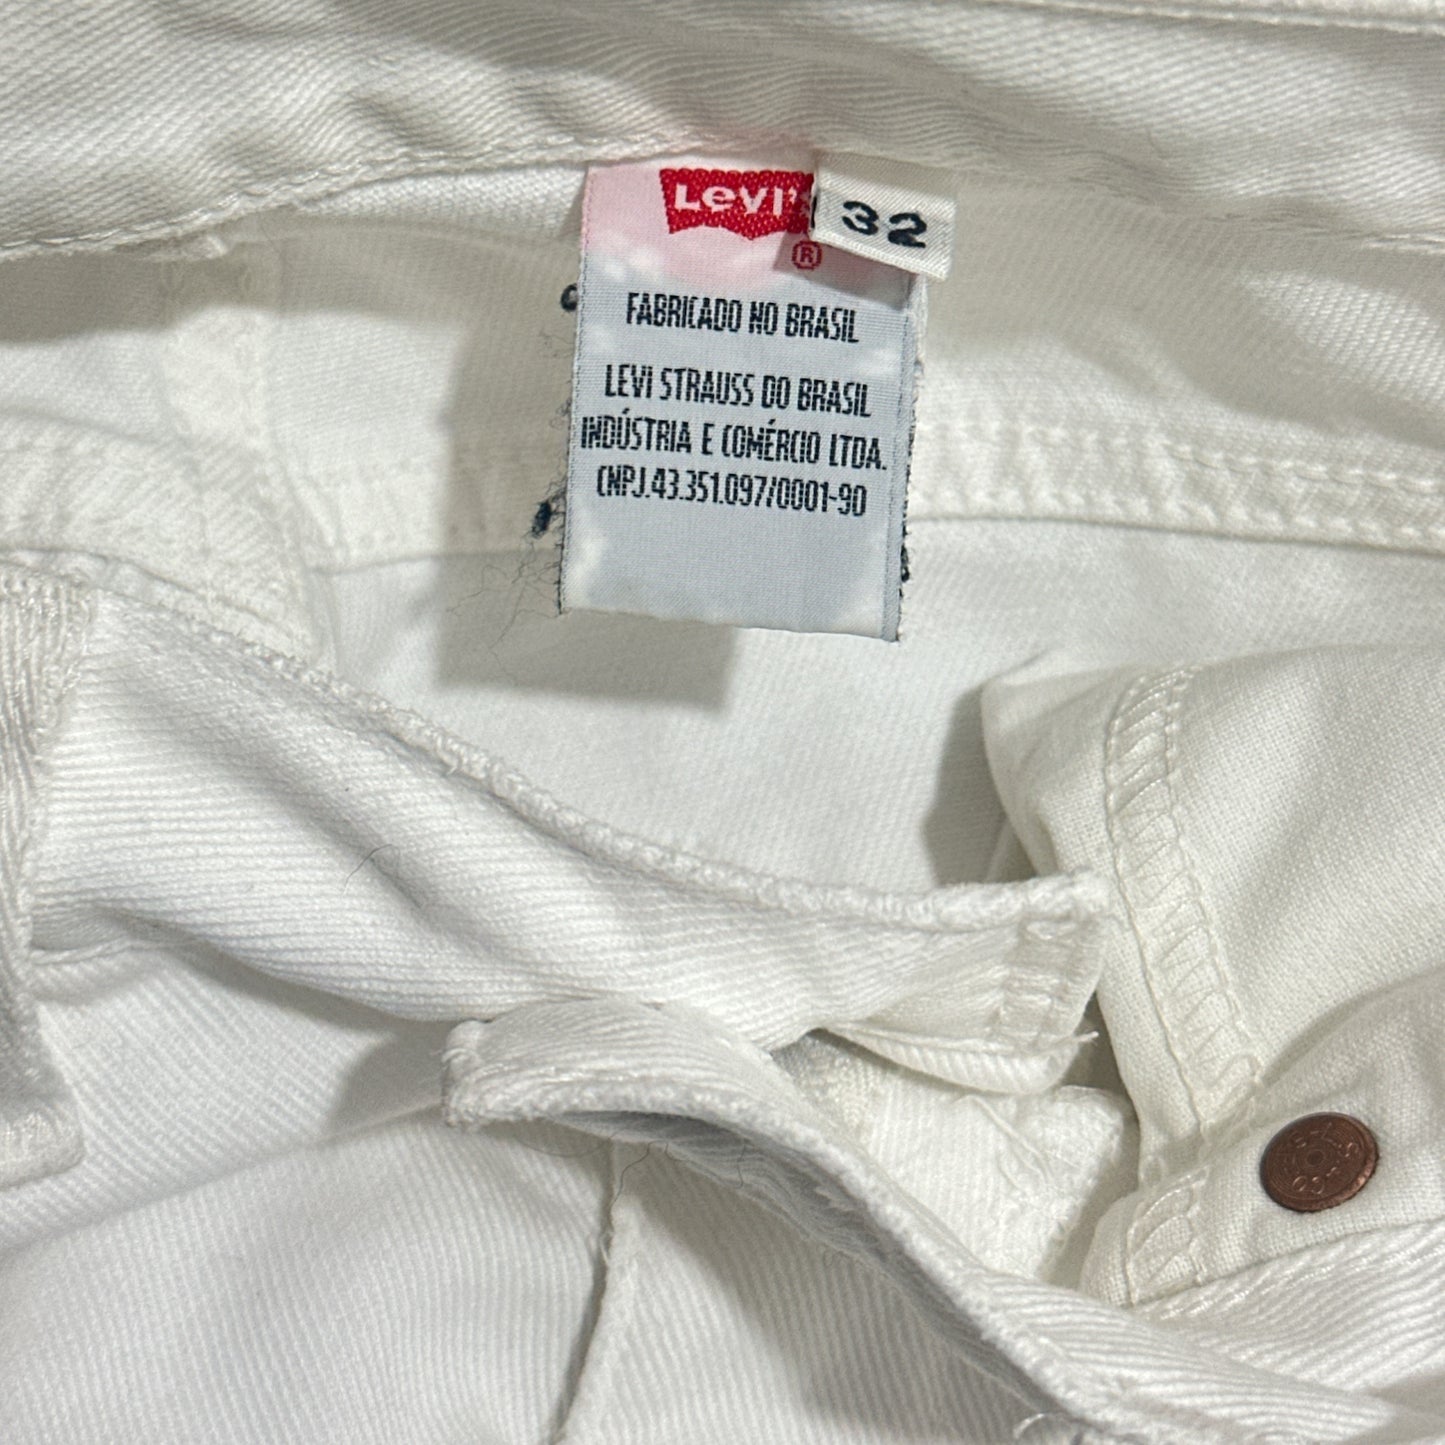 LEVI'S
32
®
FABRICADO NO BRASIL
LEVI STRAUSS DO BRASIL
INDÚSTRIA E COMÉRCIO LTDA.
CNPJ.43.351.097/0001-90